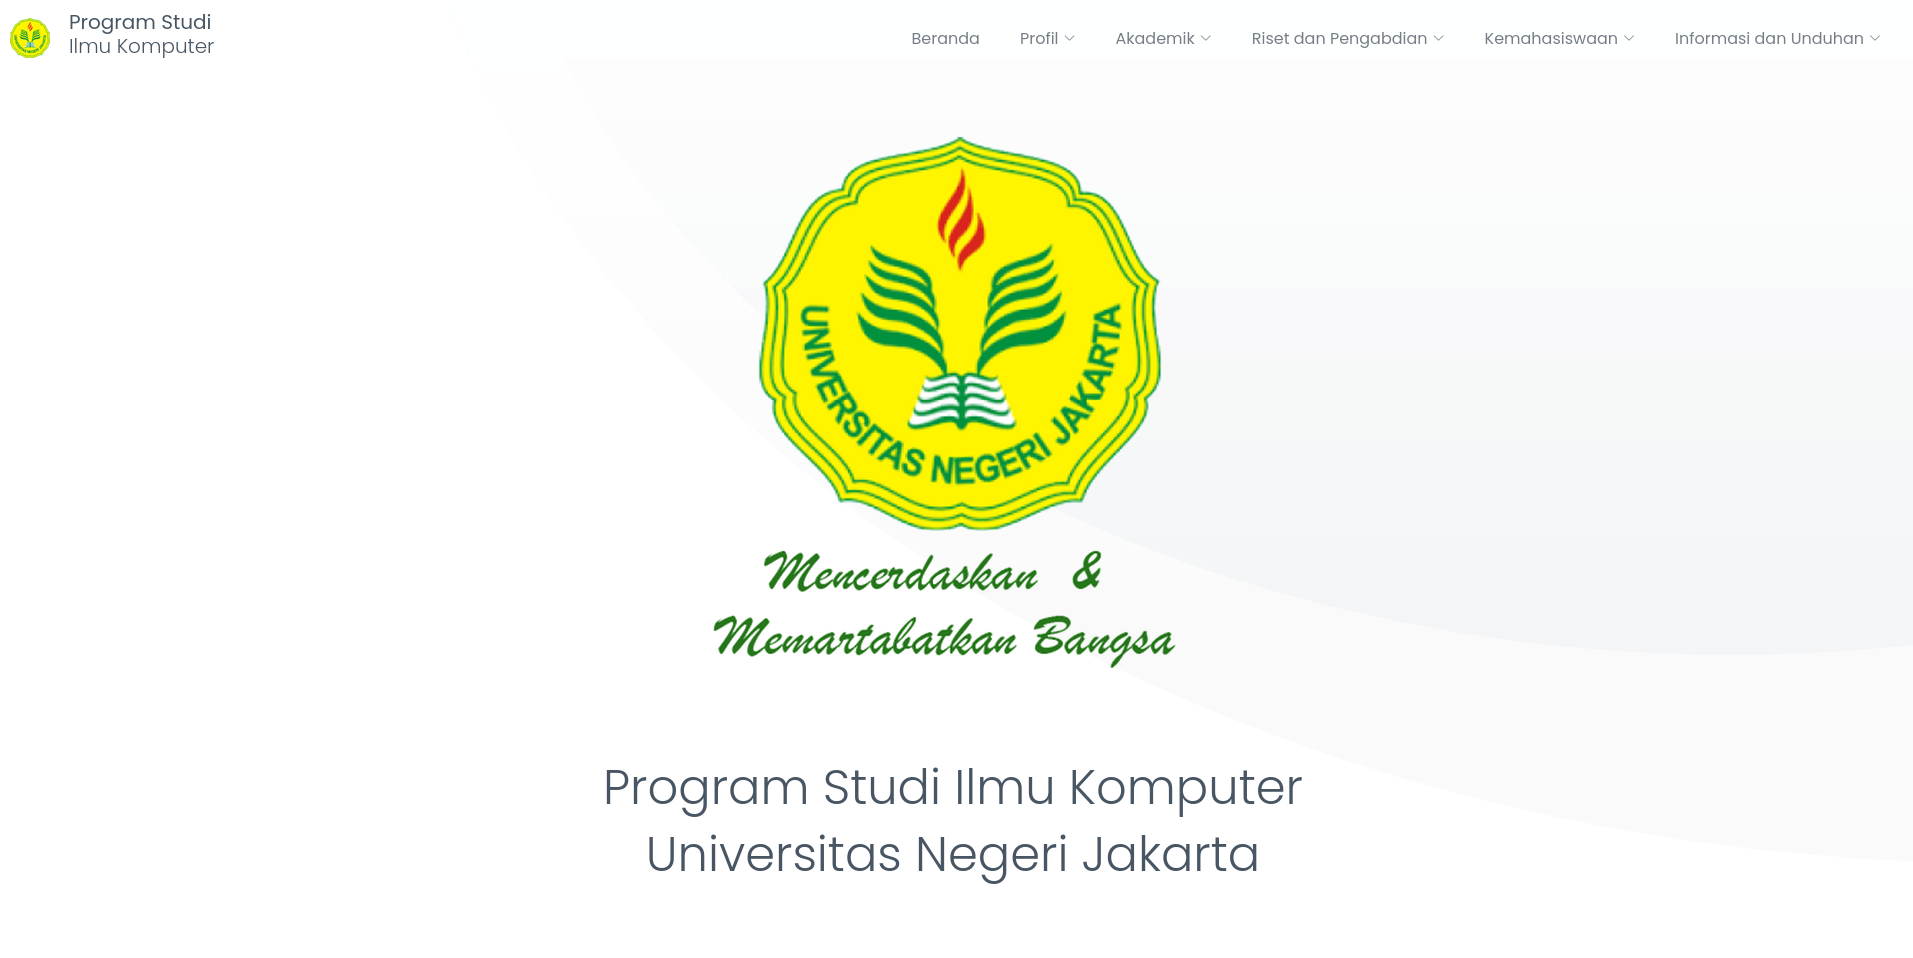 Program Studi
Ilmu Komputer
Beranda
Profil
Akademik
Riset dan Pengabdian
Kemahasiswaan
Informasi dan Unduhan
UNIVERSITAS NEGERI JAKARTA
Mencerdaskan &
Memartabatkan Bangsa
Program Studi Ilmu Komputer
Universitas Negeri Jakarta